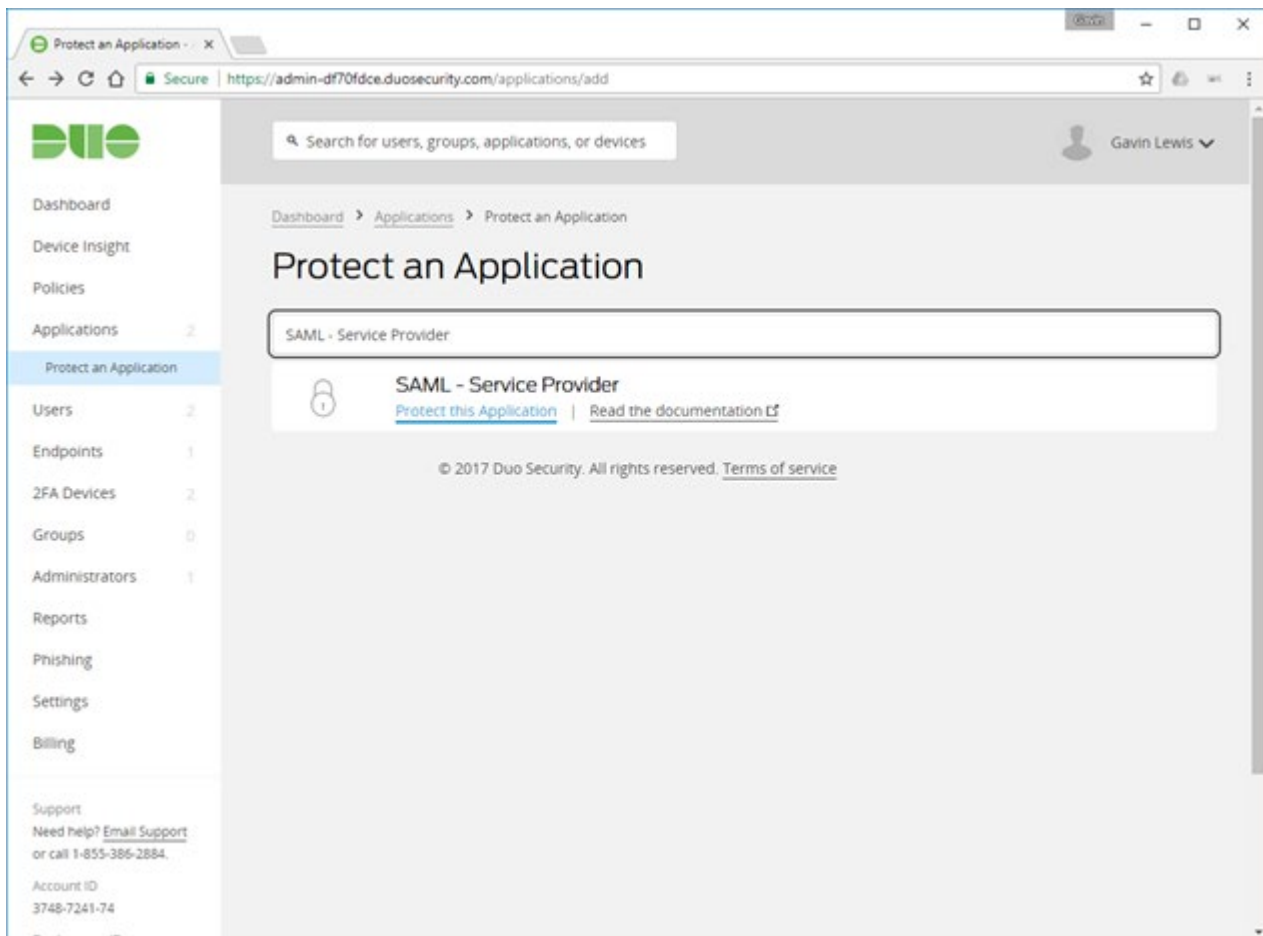 Gavin
Protect an Application -
Secure https://admin-df70fdce.duosecurity.com/applications/add
DUO
Search for users, groups, applications, or devices
Gavin Lewis
Dashboard
Device Insight
Policies
Applications 2
Protect an Application
Users 2
Endpoints 1
2FA Devices 2
Groups 0
Administrators 1
Reports
Phishing
Settings
Billing
Support
Need help? Email Support
or call 1-855-386-2884.
Account ID
3748-7241-74
Dashboard > Applications > Protect an Application
Protect an Application
SAML - Service Provider
SAML - Service Provider
Protect this Application | Read the documentation
© 2017 Duo Security. All rights reserved. Terms of service